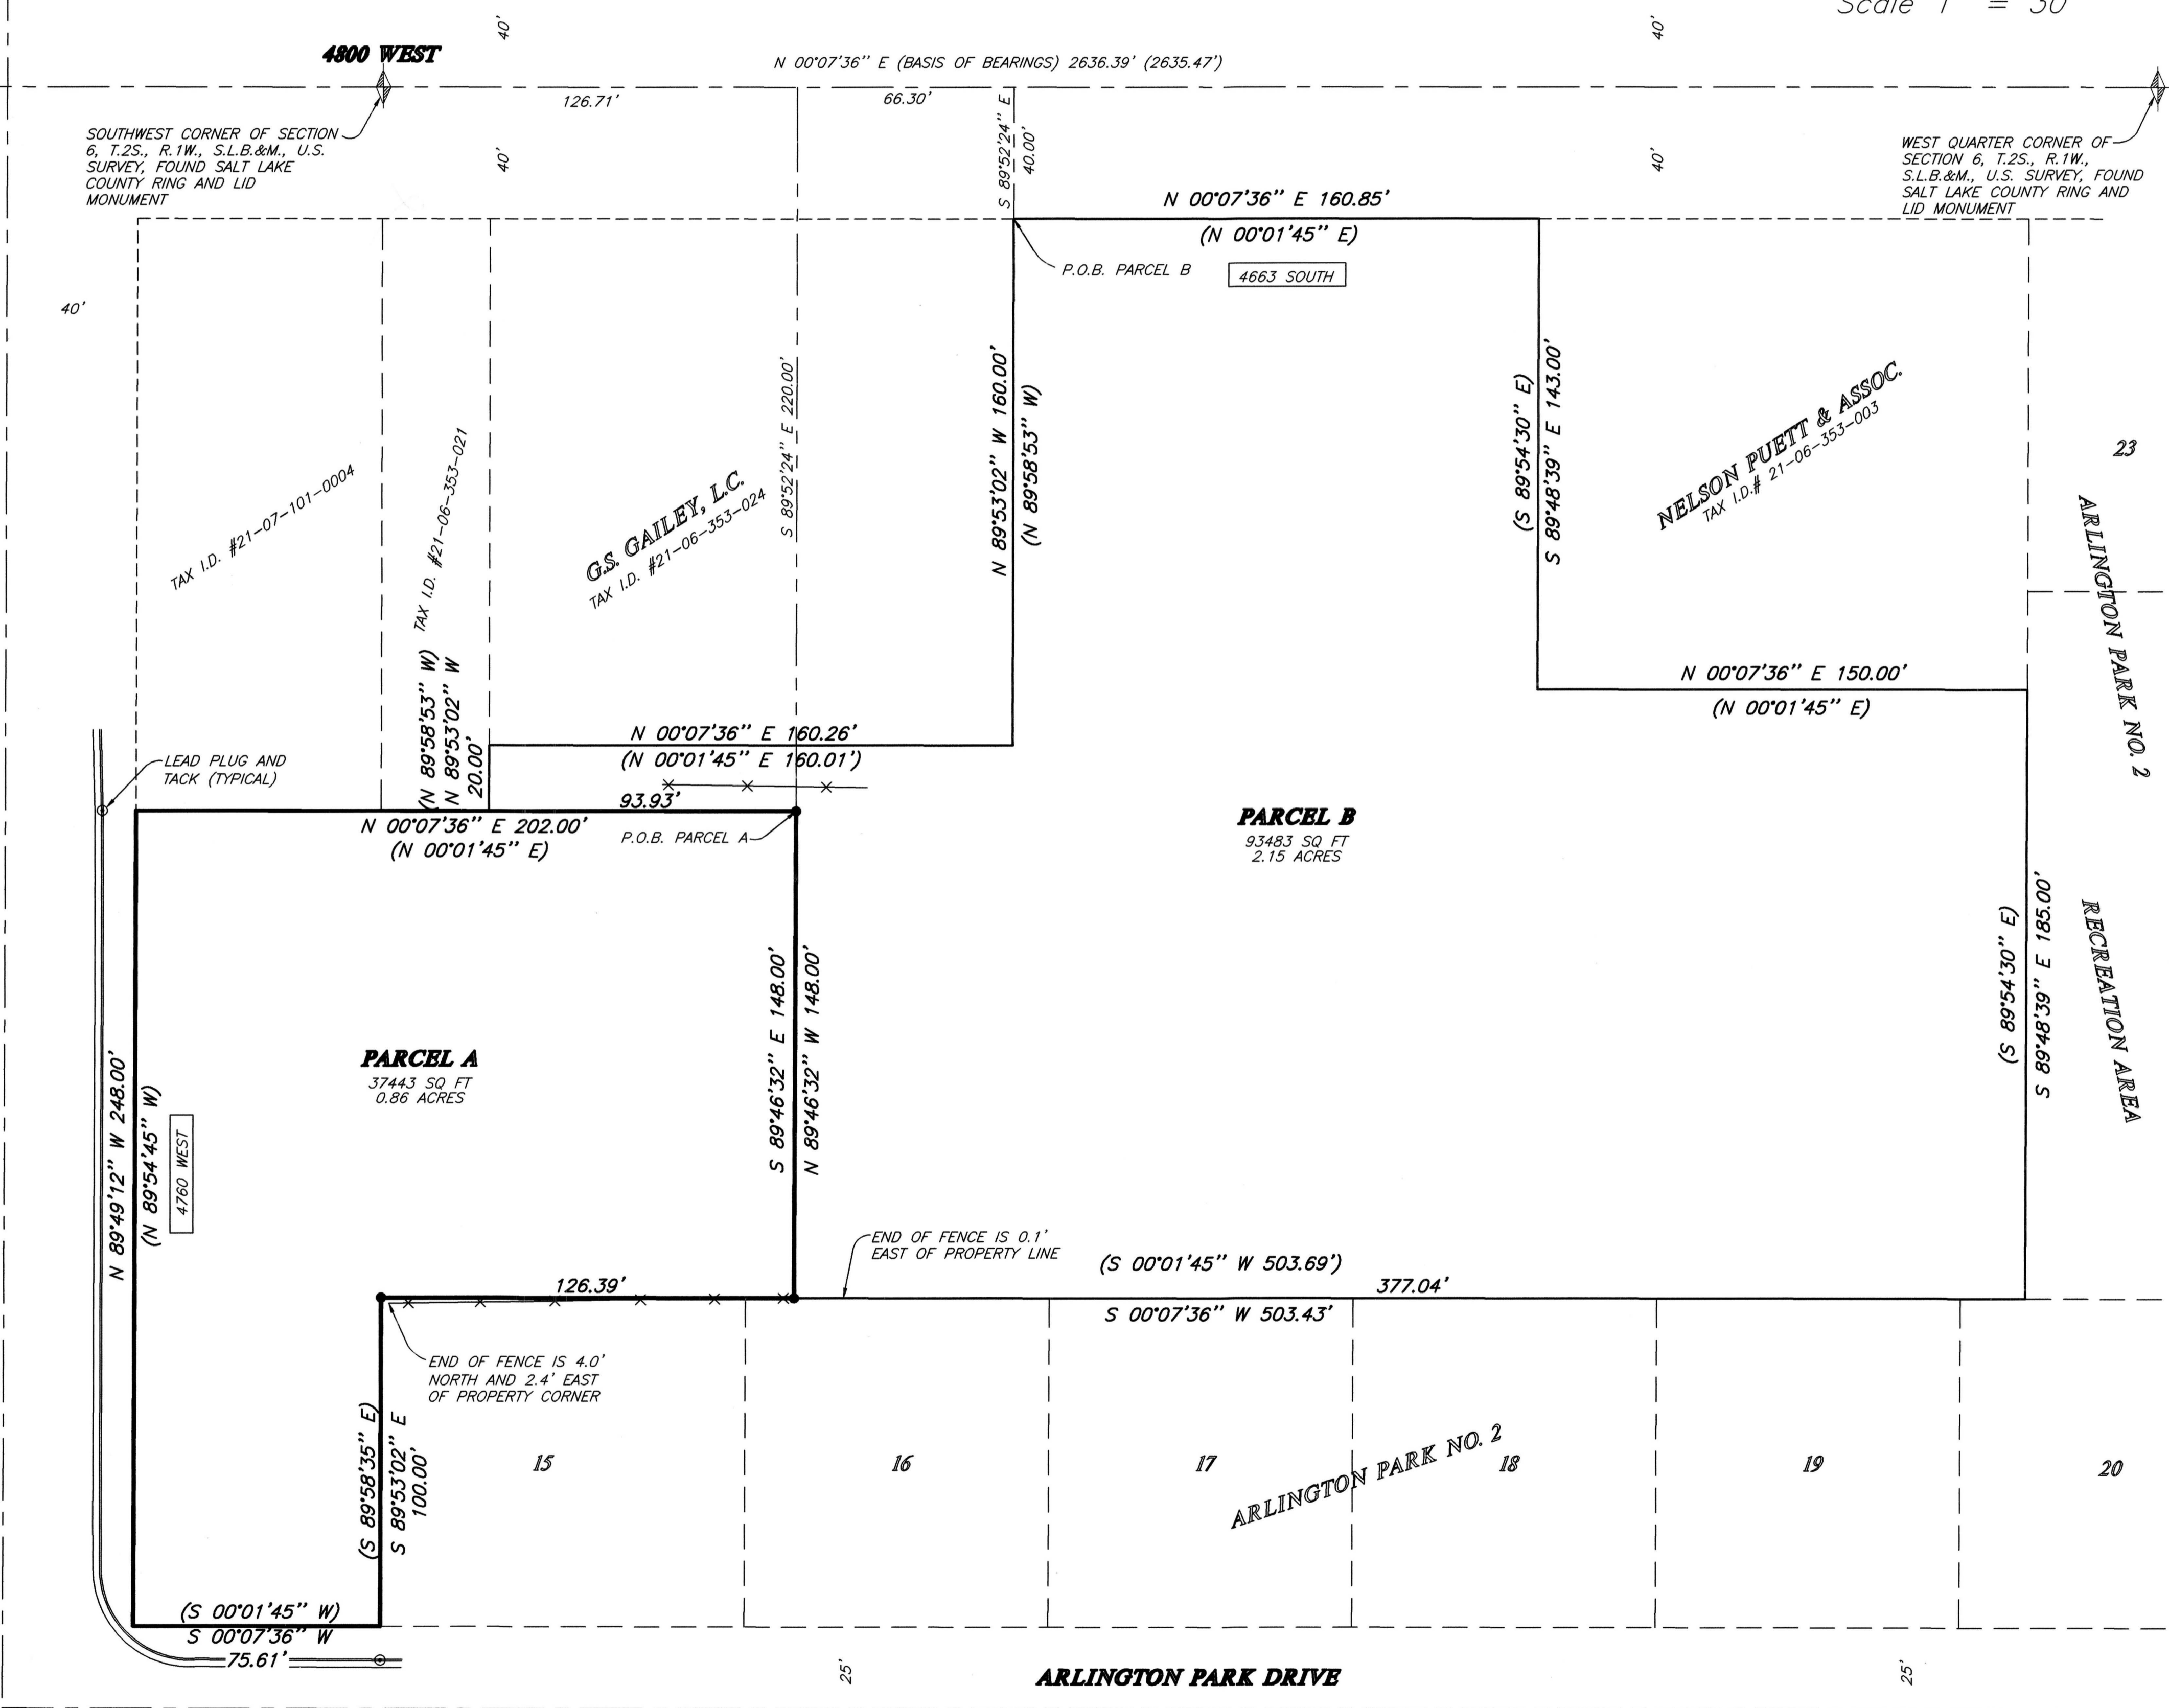 Scale 1" = 30'
40'
40'
4800 WEST
N 00°07'36" E (BASIS OF BEARINGS) 2636.39' (2635.47')
126.71'
66.30'
S 89°52'24" E
40.00'
SOUTHWEST CORNER OF SECTION
6, T.2S., R.1W., S.L.B.&M., U.S.
SURVEY, FOUND SALT LAKE
COUNTY RING AND LID
MONUMENT
40'
40'
WEST QUARTER CORNER OF
SECTION 6, T.2S., R.1W.,
S.L.B.&M., U.S. SURVEY, FOUND
SALT LAKE COUNTY RING AND
LID MONUMENT
N 00°07'36" E 160.85'
(N 00°01'45" E)
P.O.B. PARCEL B
4663 SOUTH
40'
TAX I.D. #21-07-101-0004
TAX I.D. #21-06-353-021
G.S. GAILEY, L.C.
TAX I.D. #21-06-353-024
S 89°52'24" E 220.00'
N 89°53'02" W 160.00'
(N 89°58'53" W)
(S 89°54'30" E)
S 89°48'39" E 143.00'
NELSON PUETT & ASSOC.
TAX I.D.# 21-06-353-003
23
ARLINGTON PARK NO. 2
RECREATION AREA
(N 89°58'53" W)
N 89°53'02" W
20.00'
N 00°07'36" E 160.26'
(N 00°01'45" E 160.01')
N 00°07'36" E 150.00'
(N 00°01'45" E)
LEAD PLUG AND
TACK (TYPICAL)
93.93'
N 00°07'36" E 202.00'
(N 00°01'45" E)
P.O.B. PARCEL A
PARCEL B
93483 SQ FT
2.15 ACRES
S 89°46'32" E 148.00'
N 89°46'32" W 148.00'
(S 89°54'30" E)
S 89°48'39" E 185.00'
PARCEL A
37443 SQ FT
0.86 ACRES
N 89°49'12" W 248.00'
(N 89°54'45" W)
4760 WEST
END OF FENCE IS 0.1'
EAST OF PROPERTY LINE
(S 00°01'45" W 503.69')
126.39'
377.04'
S 00°07'36" W 503.43'
END OF FENCE IS 4.0'
NORTH AND 2.4' EAST
OF PROPERTY CORNER
(S 89°58'35" E)
S 89°53'02" E
100.00'
15
16
17
ARLINGTON PARK NO. 2
18
19
20
(S 00°01'45" W)
S 00°07'36" W
75.61'
25'
ARLINGTON PARK DRIVE
25'